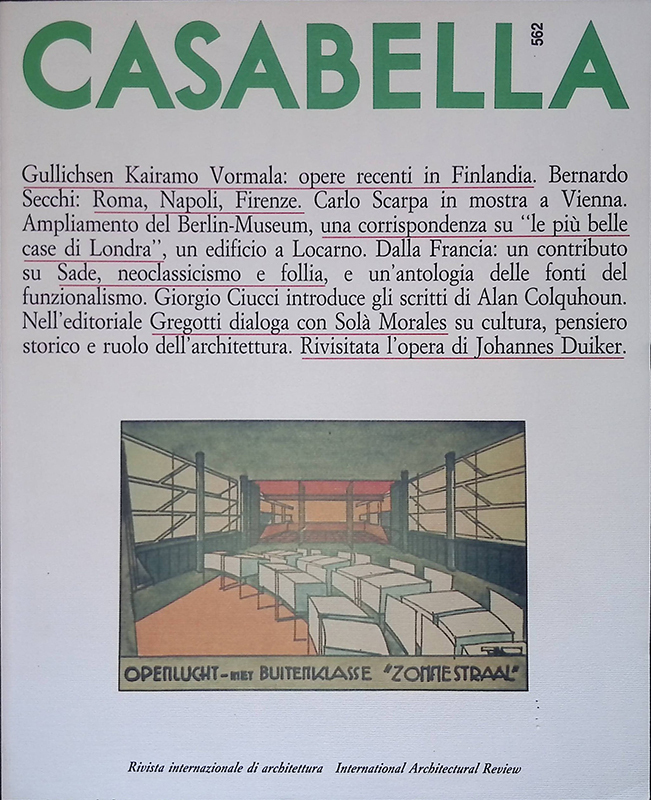 CASABELLA
562
Gullichsen Kairamo Vormala: opere recenti in Finlandia. Bernardo
Secchi: Roma, Napoli, Firenze. Carlo Scarpa in mostra a Vienna.
Ampliamento del Berlin-Museum, una corrispondenza su “le più belle
case di Londra”, un edificio a Locarno. Dalla Francia: un contributo
su Sade, neoclassicismo e follia, e un’antologia delle fonti del
funzionalismo. Giorgio Ciucci introduce gli scritti di Alan Colquhoun.
Nell’editoriale Gregotti dialoga con Solà Morales su cultura, pensiero
storico e ruolo dell’architettura. Rivisitata l’opera di Johannes Duiker.
OPENLUCHT-MET BUITENKLASSE “ZONNESTRAAL”
Rivista internazionale di architettura International Architectural Review